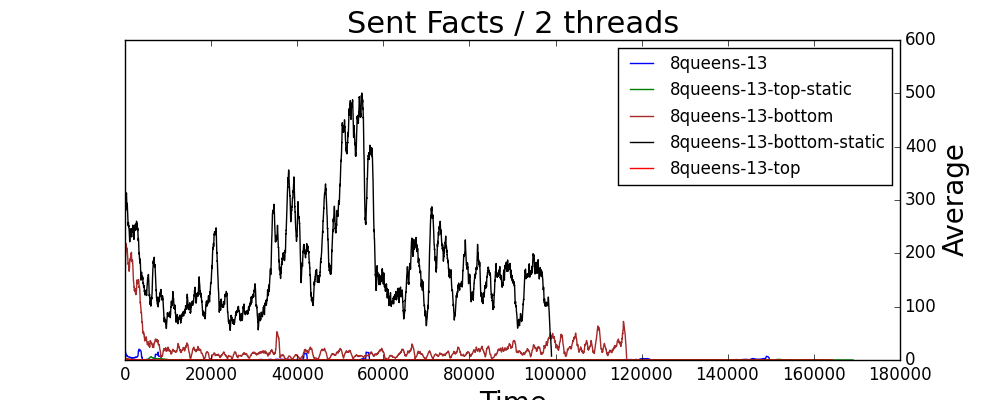 Sent Facts / 2 threads
8queens-13
8queens-13-top-static
8queens-13-bottom
8queens-13-bottom-static
8queens-13-top
600
500
400
300
200
100
0
Average
0 20000 40000 60000 80000 100000 120000 140000 160000 180000
Time